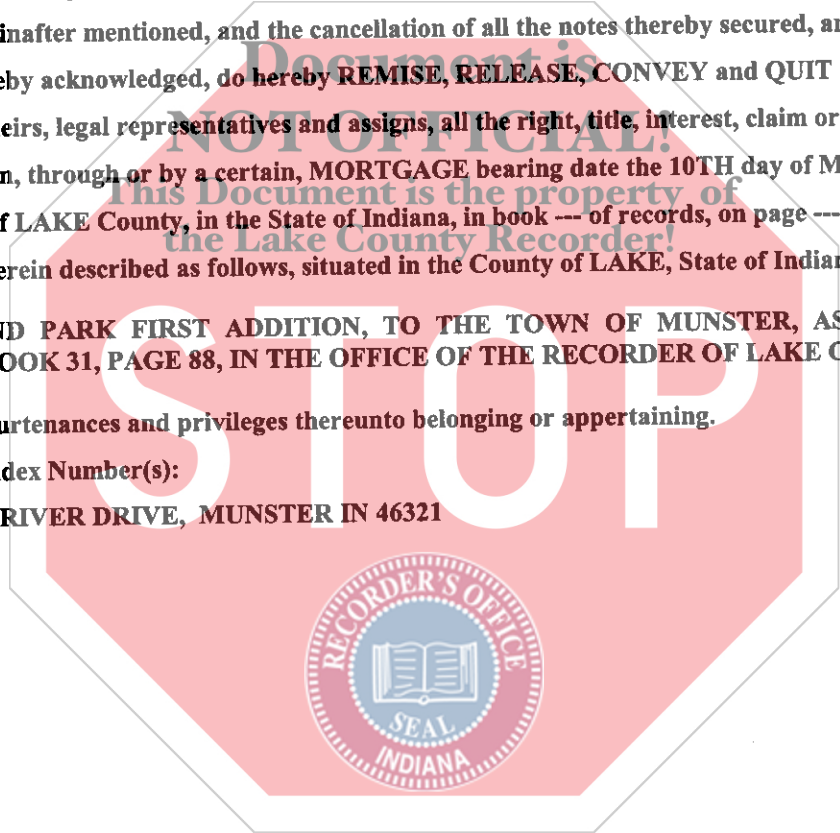 inafter mentioned, and the cancellation of all the notes thereby secured, an
Document is
eby acknowledged, do hereby REMISE, RELEASE, CONVEY and QUIT
NOT OFFICIAL!
eirs, legal representatives and assigns, all the right, title, interest, claim or
n, through or by a certain, MORTGAGE bearing date the 10TH day of M
This Document is the property of
f LAKE County, in the State of Indiana, in book --- of records, on page ---
the Lake County Recorder!
erein described as follows, situated in the County of LAKE, State of Indian
ND PARK FIRST ADDITION, TO THE TOWN OF MUNSTER, AS
OOK 31, PAGE 88, IN THE OFFICE OF THE RECORDER OF LAKE C
STOP
urtenances and privileges thereunto belonging or appertaining.
dex Number(s):
RIVER DRIVE, MUNSTER IN 46321
RECORDER'S OFFICE
SEAL
INDIANA